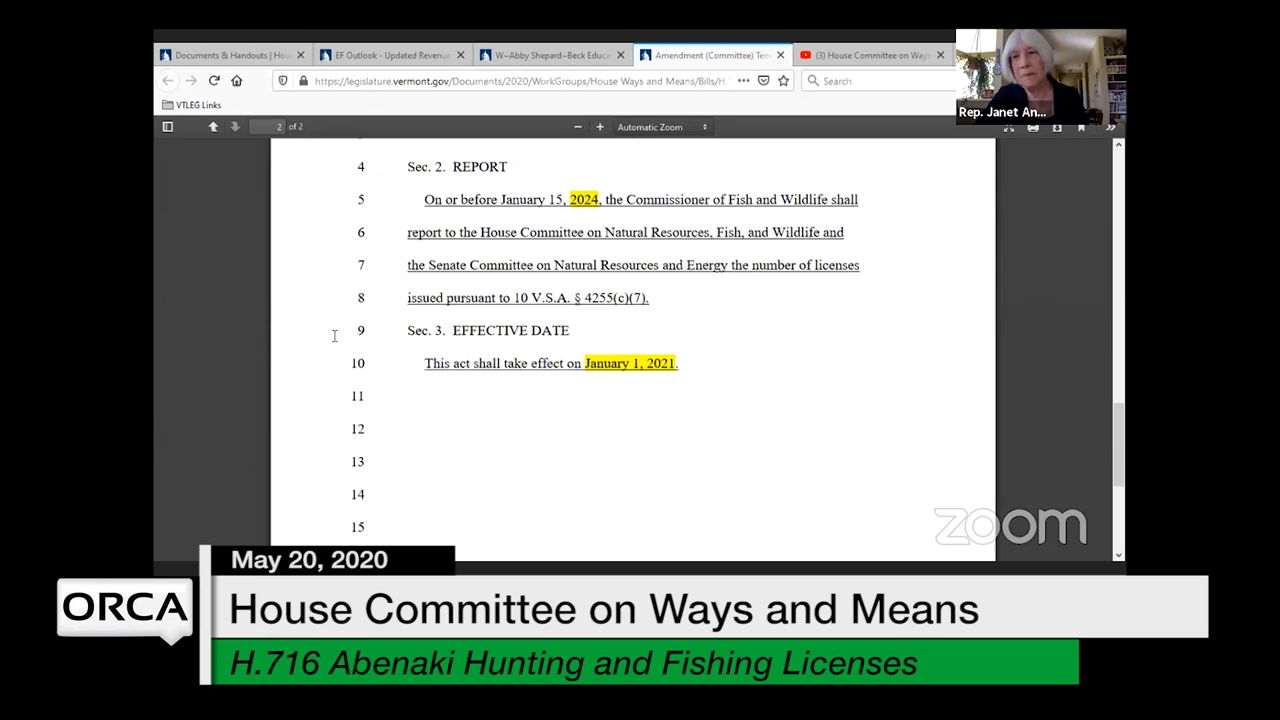 Documents & Handouts | Hou
EF Outlook - Updated Revenue
W~Abby Shepard~Beck Educa
Amendment (Committee) Tem
(3) House Committee on Ways
https://legislature.vermont.gov/Documents/2020/WorkGroups/House Ways and Means/Bills/H.
Search
VTLEG Links
Rep. Janet An...
2 of 2
Automatic Zoom
4 Sec. 2. REPORT
5 On or before January 15, 2024, the Commissioner of Fish and Wildlife shall
6 report to the House Committee on Natural Resources, Fish, and Wildlife and
7 the Senate Committee on Natural Resources and Energy the number of licenses
8 issued pursuant to 10 V.S.A. § 4255(c)(7).
9 Sec. 3. EFFECTIVE DATE
10 This act shall take effect on January 1, 2021.
11
12
13
14
15
zoom
May 20, 2020
ORCA
House Committee on Ways and Means
H.716 Abenaki Hunting and Fishing Licenses